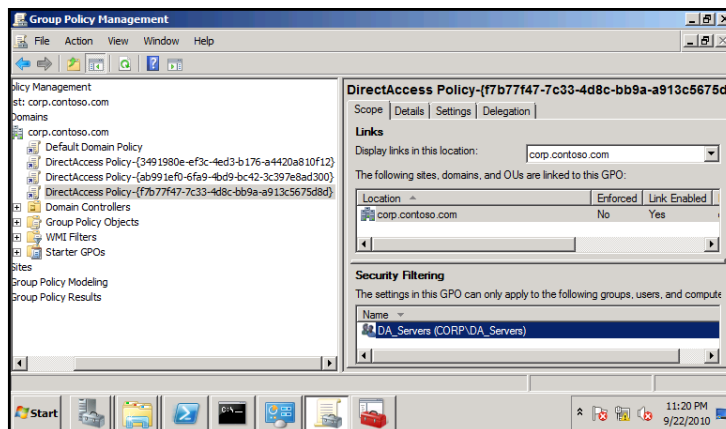 Group Policy Management
File Action View Window Help
olicy Management
st: corp.contoso.com
Domains
corp.contoso.com
Default Domain Policy
DirectAccess Policy-{3491980e-ef3c-4ed3-b176-a4420a810f12}
DirectAccess Policy-{ab991ef0-6fa9-4bd9-bc42-3c397e8ad300}
DirectAccess Policy-{f7b77f47-7c33-4d8c-bb9a-a913c5675d8d}
Domain Controllers
Group Policy Objects
WMI Filters
Starter GPOs
Sites
Group Policy Modeling
Group Policy Results
DirectAccess Policy-{f7b77f47-7c33-4d8c-bb9a-a913c5675d
Scope Details Settings Delegation
Links
Display links in this location: corp.contoso.com
The following sites, domains, and OUs are linked to this GPO:
Location Enforced Link Enabled
corp.contoso.com No Yes
Security Filtering
The settings in this GPO can only apply to the following groups, users, and compute
Name
DA_Servers (CORP\DA_Servers)
Start
11:20 PM
9/22/2010